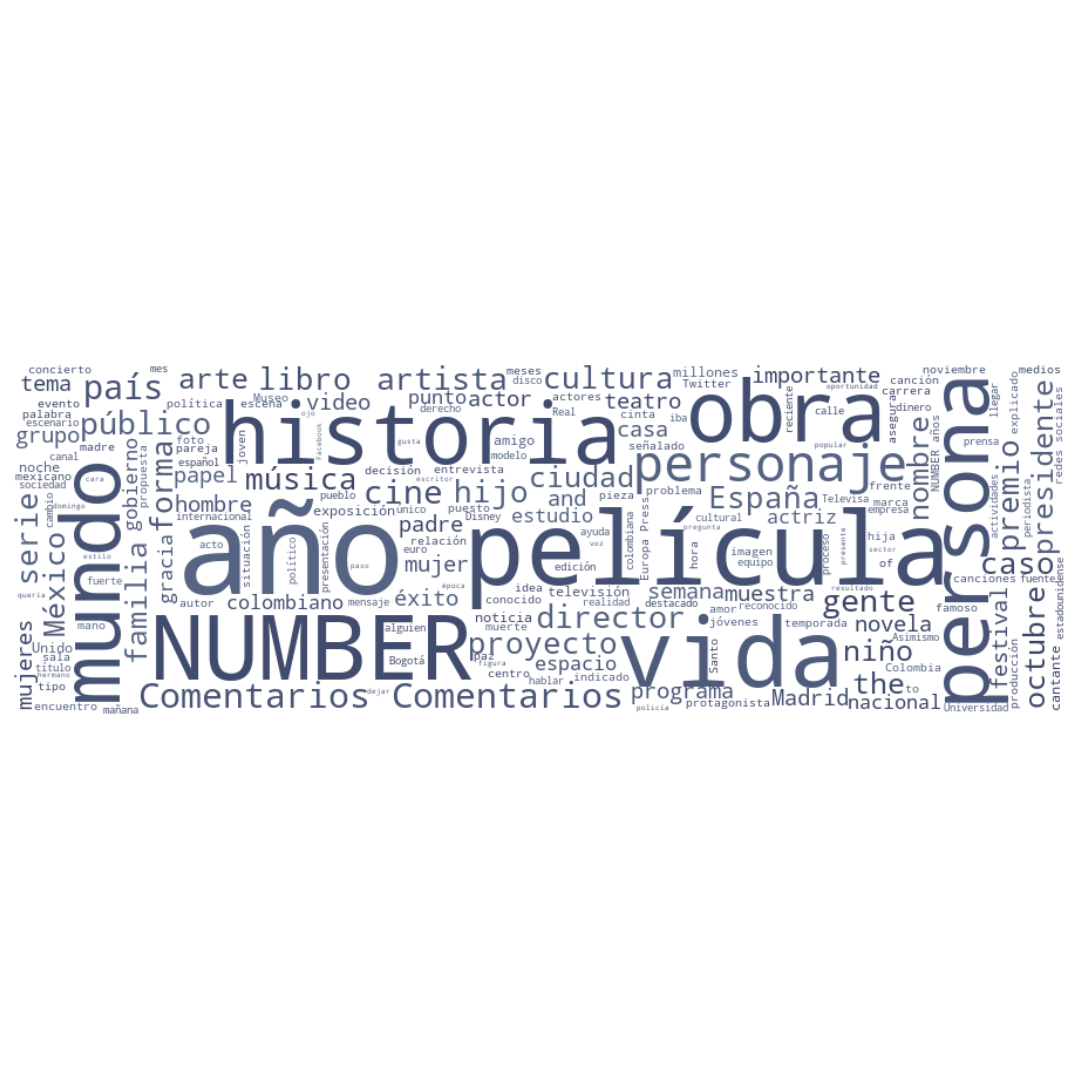 concierto
mes
meses
millones
importante
noviembre
medios
tema
país
arte
libro
artista
disco
cultura
Twitter
oportunidad
canción
carrera
evento
política
Museo
escena
video
punto
actor
actores
teatro
obra
dinero
palabra
escenario
público
historia
ojo
derecho
Real
cinta
iba
reciente
calle
asegura
llegar
explicado
redes sociales
grupo
madre
foto
pareja
joven
Facebook
gusta
amigo
modelo
casa
señalado
popular
nombre
NUMBER años
persona
prensa
presidente
canal
español
noche
mexicano
sociedad
mundo
gobierno
propuesta
forma
papel
música
decisión
entrevista
escritor
ciudad
personaje
frente
premio
hombre
internacional
pueblo
cine
hijo
and
pieza
problema
España
Televisa
marca
empresa
actividades
periodista
caso
serie
cambio
domingo
exposición
unico
puesto
Disney
estudio
cultural
actriz
México
acto
año
padre
relación
película
ayuda
voz
colombiana
Europa Press
pregunta
hora
imagen
equipo
proceso
presente
hija
sector
of
estilo
cara
fuerte
quería
familia
gracia
situación
político
presentación
paso
euro
mujer
edición
canciones
fuente
estadounidense
autor
colombiano
mensaje
éxito
época
conocido
idea
televisión
realidad
destacado
semana
muestra
amor
reconocido
resultado
gente
famoso
festival
octubre
mujeres
mano
Unido
sala
título
hermano
tipo
NUMBER
alguien
Bogotá
noticia
muerte
director
jóvenes
temporada
novela
Asimismo
proyecto
paz
figura
vida
Santo
niño
Colombia
espacio
centro
hablar
indicado
the
to
encuentro
mañana
Comentarios
dejar
Comentarios
programa
policía
protagonista
Madrid
nacional
Universidad
producción
cantante